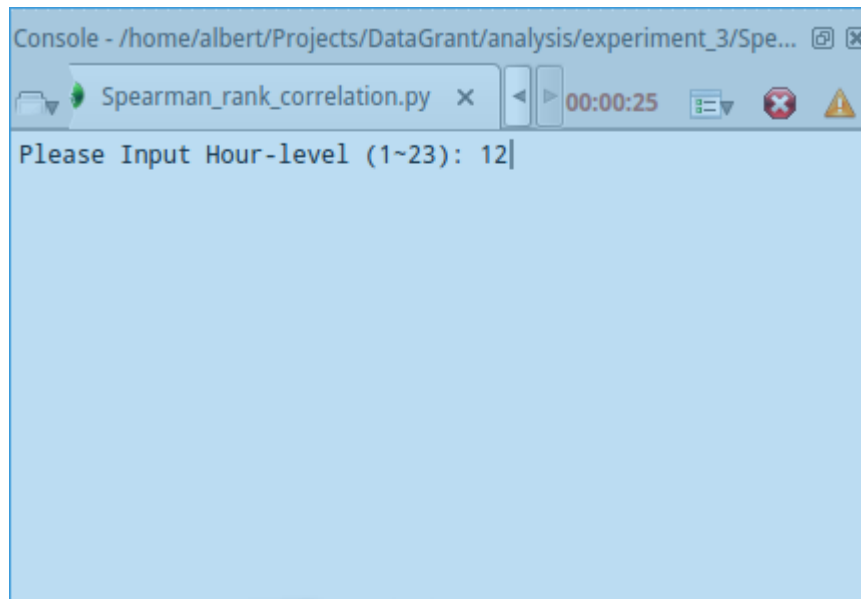 Console - /home/albert/Projects/DataGrant/analysis/experiment_3/Spe...
Spearman_rank_correlation.py 00:00:25
Please Input Hour-level (1~23): 12